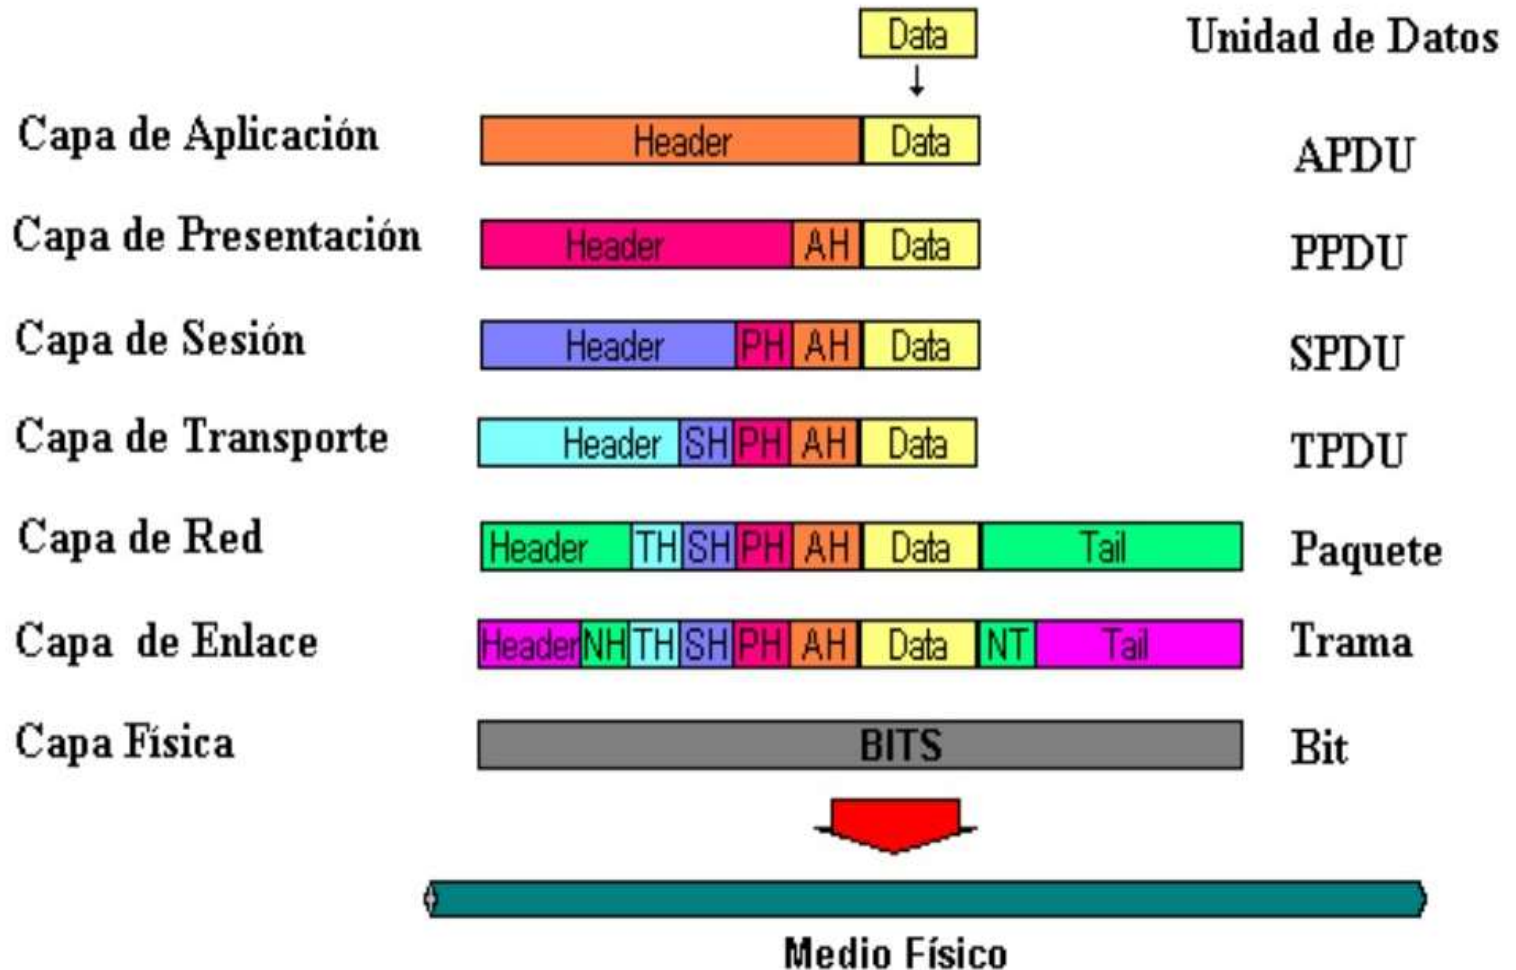 Data Unidad de Datos
Capa de Aplicación Header Data APDU
Capa de Presentación Header AH Data PPDU
Capa de Sesión Header PH AH Data SPDU
Capa de Transporte Header SH PH AH Data TPDU
Capa de Red Header TH SH PH AH Data Tail Paquete
Capa de Enlace Header NH TH SH PH AH Data NT Tail Trama
Capa Física BITS Bit
Medio Físico